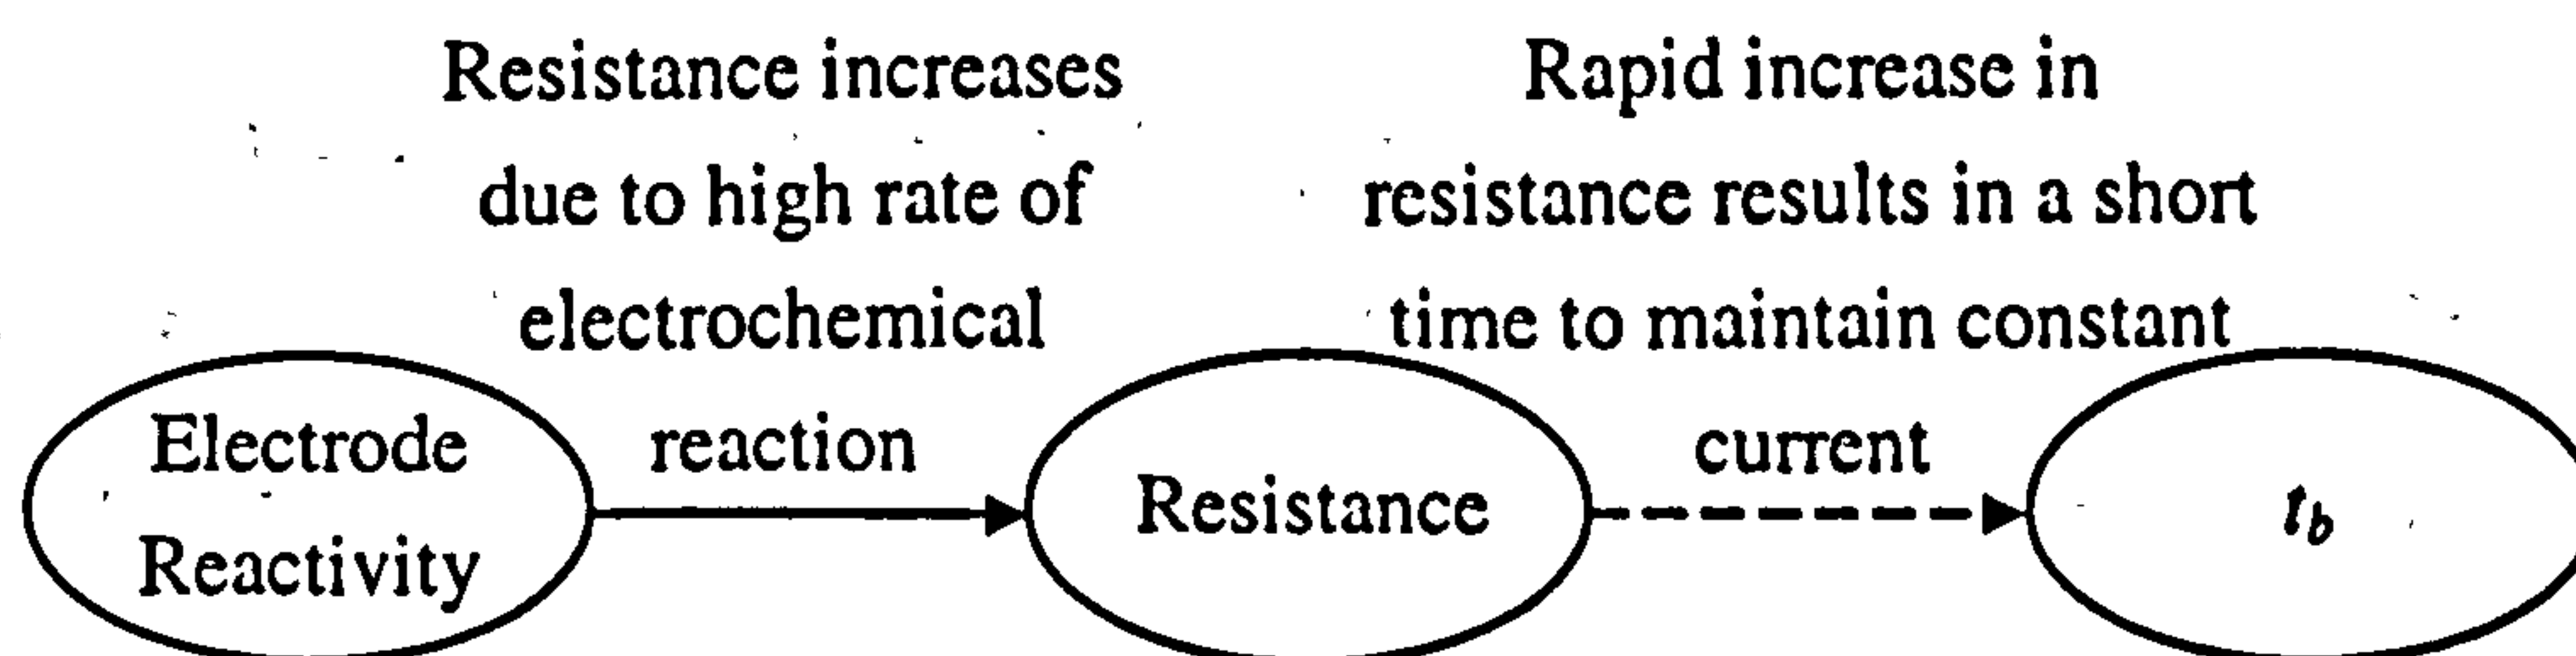 Resistance increases
due to high rate of
electrochemical
reaction
Rapid increase in
resistance results in a short
time to maintain constant
current
Electrode
Reactivity
Resistance
t_b